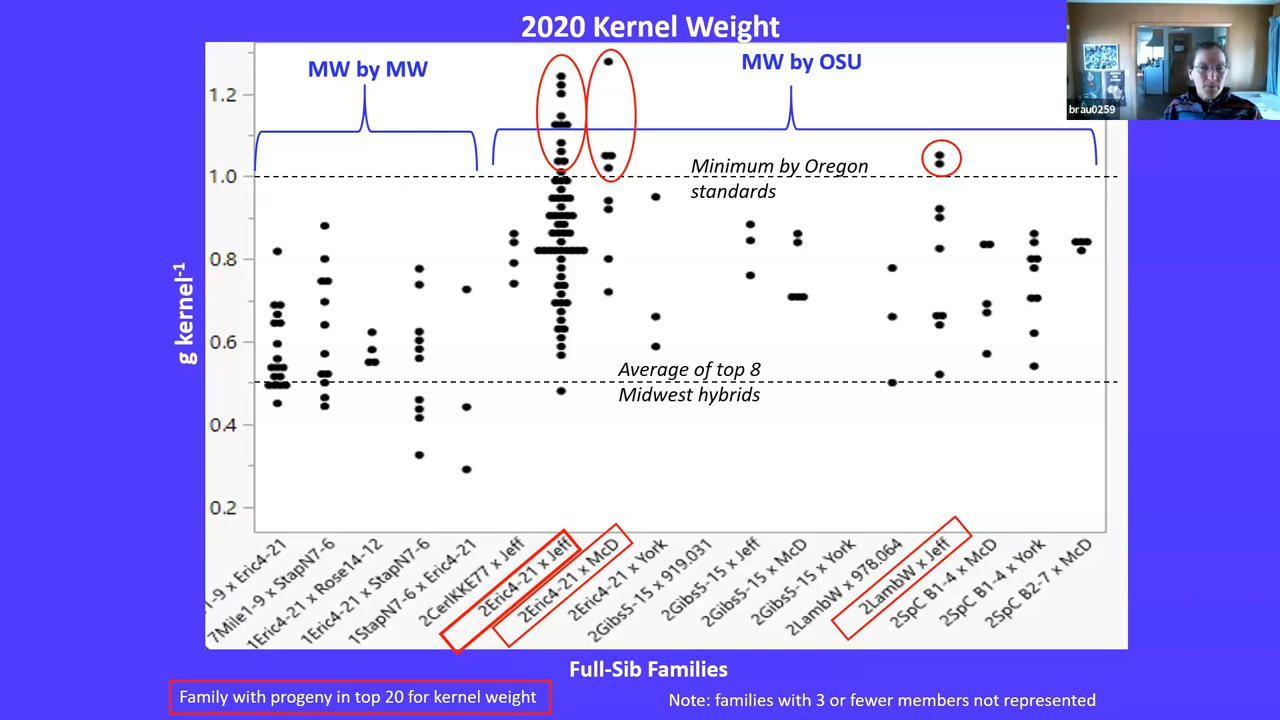 2020 Kernel Weight
MW by MW
MW by OSU
brau0259
Minimum by Oregon
standards
Average of top 8
Midwest hybrids
g kernel-1
1.2
1.0
0.8
0.6
0.4
0.2
1-9 x Eric4-21
7Mile1-9 x StapN7-6
1Eric4-21 x Rose14-12
1Eric4-21 x StapN7-6
1StapN7-6 x Eric4-21
2CerlKKE77 x Jeff
2Eric4-21 x Jeff
2Eric4-21 x McD
2Eric4-21 x York
2Gibs5-15 x 919.031
2Gibs5-15 x Jeff
2Gibs5-15 x McD
2Gibs5-15 x York
2LambW x 978.064
2LambW x Jeff
2SpC B1-4 x McD
2SpC B1-4 x York
2SpC B2-7 x McD
Full-Sib Families
Family with progeny in top 20 for kernel weight
Note: families with 3 or fewer members not represented